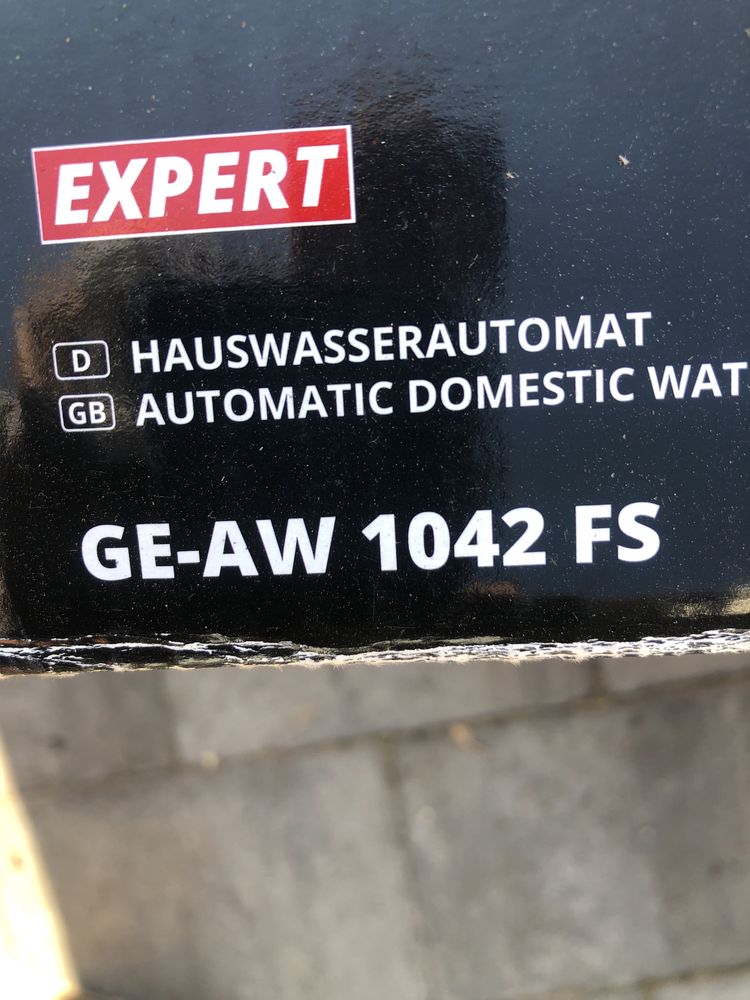 EXPERT
D HAUSWASSERAUTOMAT
GB AUTOMATIC DOMESTIC WAT
GE-AW 1042 FS